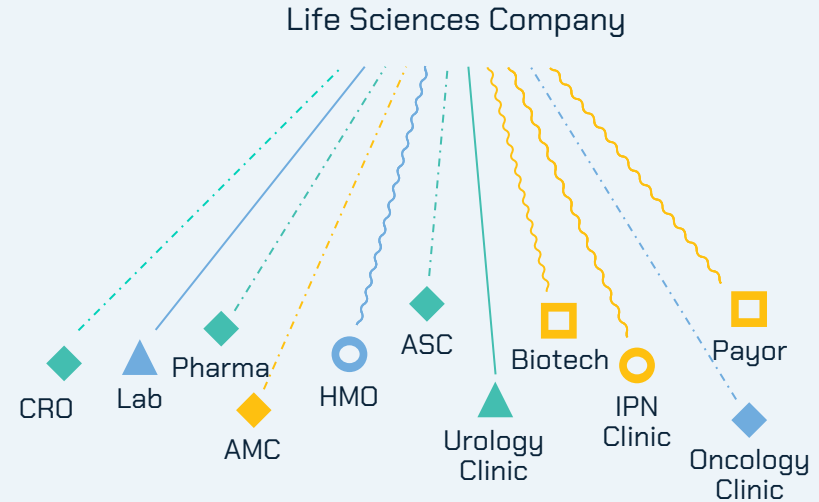 Life Sciences Company
CRO
Lab
Pharma
AMC
HMO
ASC
Urology
Clinic
Biotech
IPN
Clinic
Payor
Oncology
Clinic